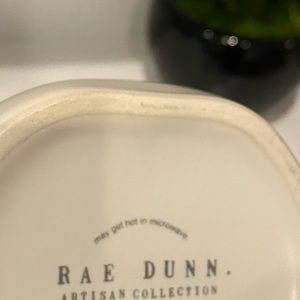 may get hot in microwave
RAE DUNN.
ARTISAN COLLECTION